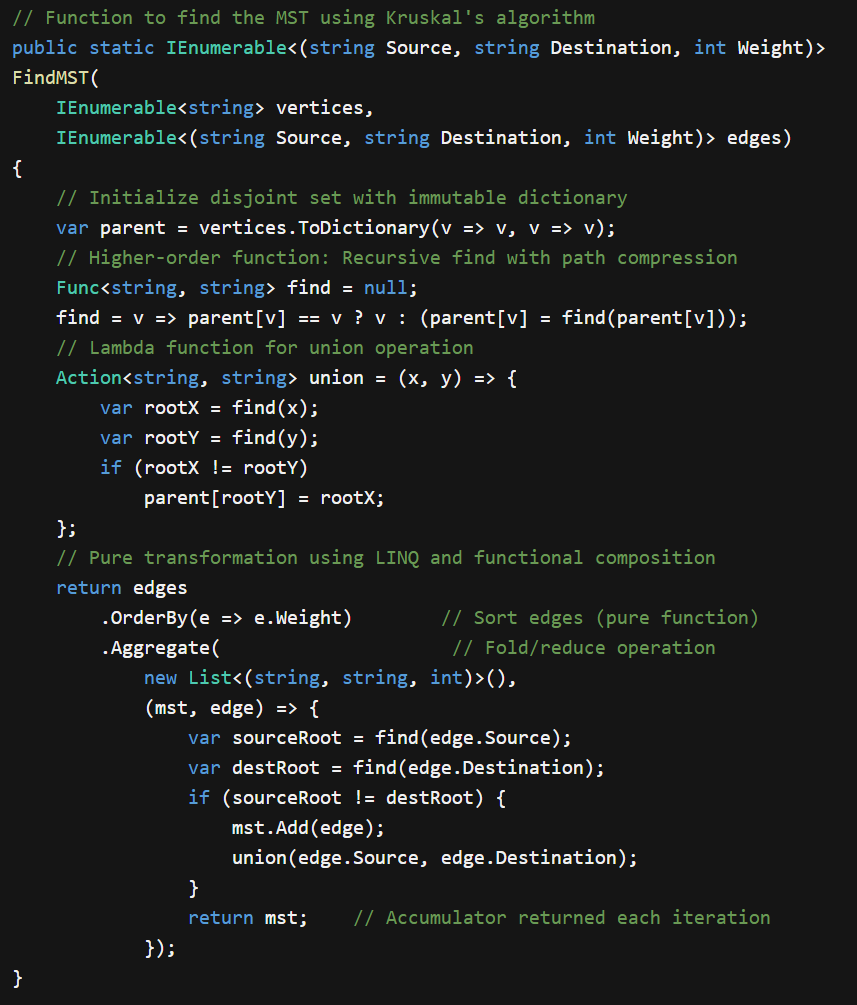 // Function to find the MST using Kruskal's algorithm
public static IEnumerable<(string Source, string Destination, int Weight)>
FindMST(
    IEnumerable<string> vertices,
    IEnumerable<(string Source, string Destination, int Weight)> edges)
{
    // Initialize disjoint set with immutable dictionary
    var parent = vertices.ToDictionary(v => v, v => v);
    // Higher-order function: Recursive find with path compression
    Func<string, string> find = null;
    find = v => parent[v] == v ? v : (parent[v] = find(parent[v]));
    // Lambda function for union operation
    Action<string, string> union = (x, y) => {
        var rootX = find(x);
        var rootY = find(y);
        if (rootX != rootY)
            parent[rootY] = rootX;
    };
    // Pure transformation using LINQ and functional composition
    return edges
        .OrderBy(e => e.Weight)        // Sort edges (pure function)
        .Aggregate(                     // Fold/reduce operation
            new List<(string, string, int)>(),
            (mst, edge) => {
                var sourceRoot = find(edge.Source);
                var destRoot = find(edge.Destination);
                if (sourceRoot != destRoot) {
                    mst.Add(edge);
                    union(edge.Source, edge.Destination);
                }
                return mst;    // Accumulator returned each iteration
            });
}